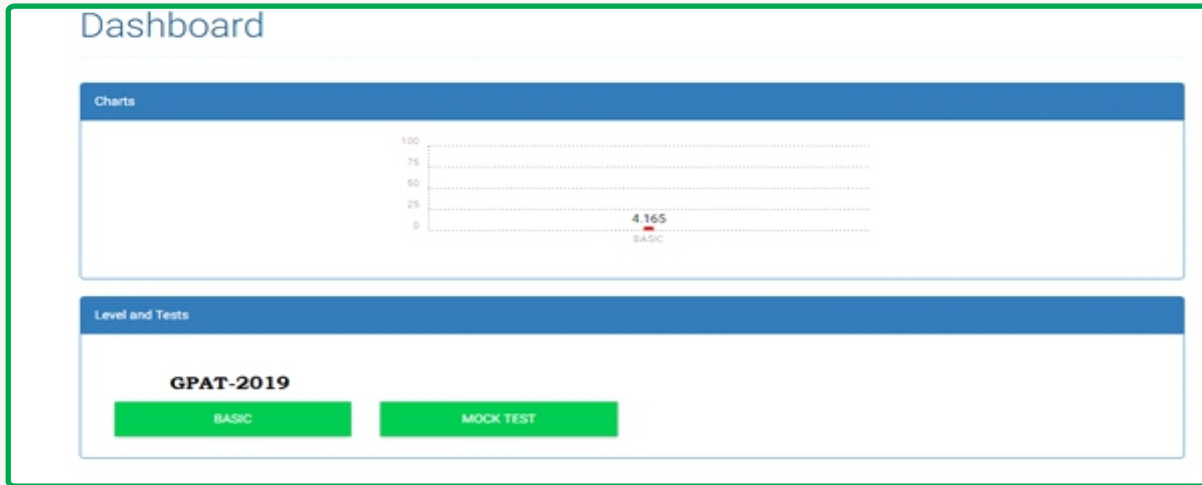 Dashboard
Charts
100
75
50
25
0
4.165
BASIC
Level and Tests
GPAT-2019
BASIC
MOCK TEST